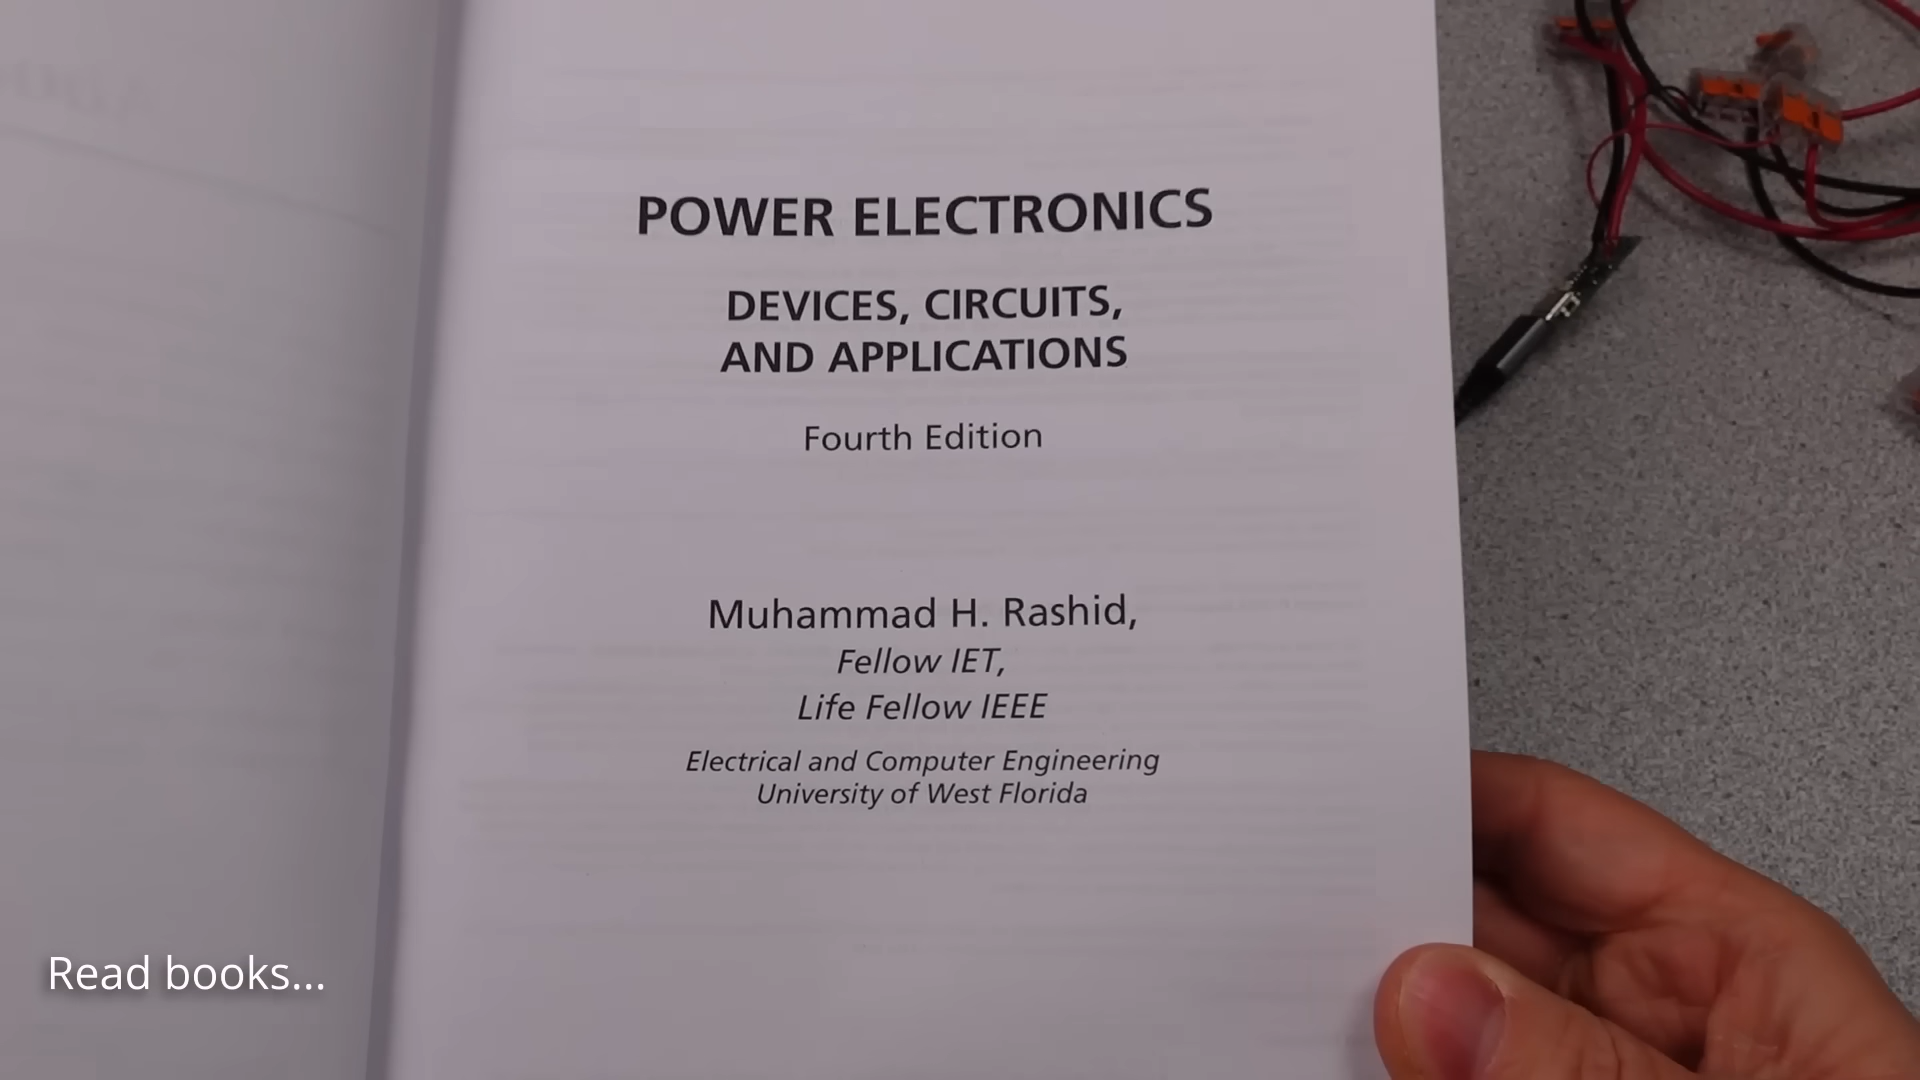 POWER ELECTRONICS
DEVICES, CIRCUITS,
AND APPLICATIONS
Fourth Edition
Muhammad H. Rashid,
Fellow IET,
Life Fellow IEEE
Electrical and Computer Engineering
University of West Florida
Read books...